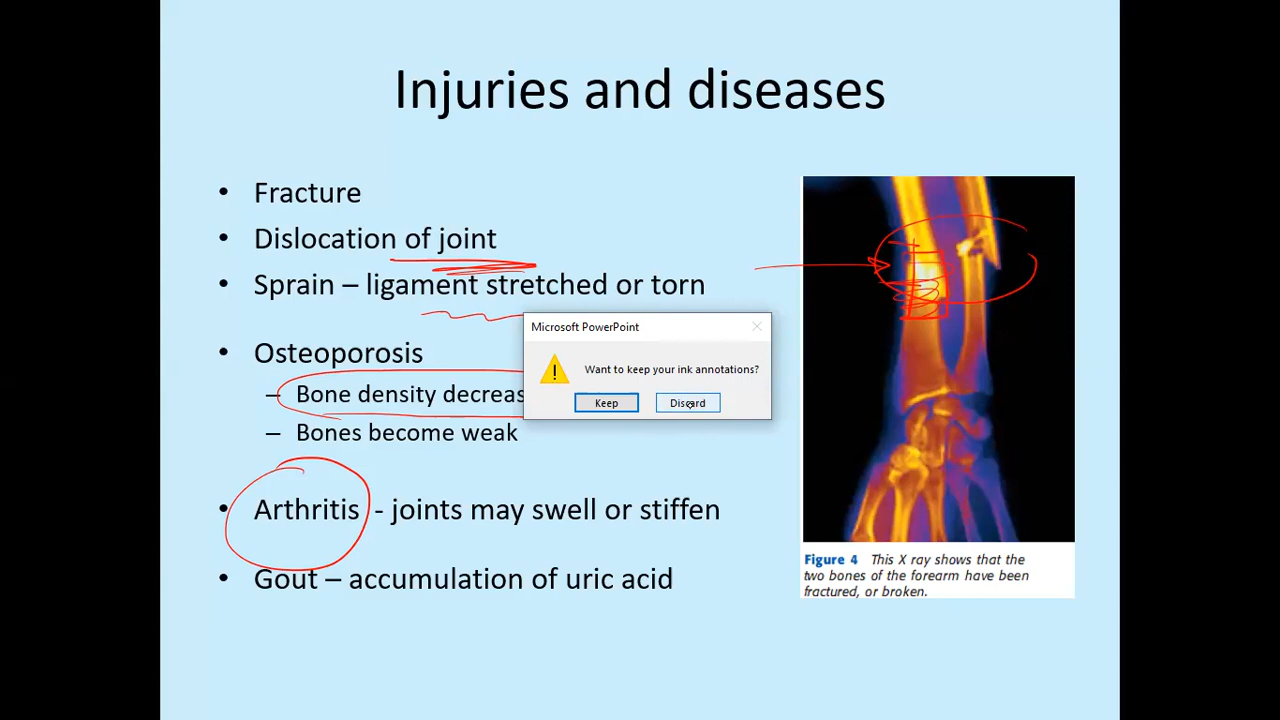 Injuries and diseases
• Fracture
• Dislocation of joint
• Sprain – ligament stretched or torn
• Osteoporosis
– Bone density decreas
– Bones become weak
• Arthritis - joints may swell or stiffen
• Gout – accumulation of uric acid
Microsoft PowerPoint
Want to keep your ink annotations?
Keep Discard
Figure 4 This X ray shows that the
two bones of the forearm have been
fractured, or broken.